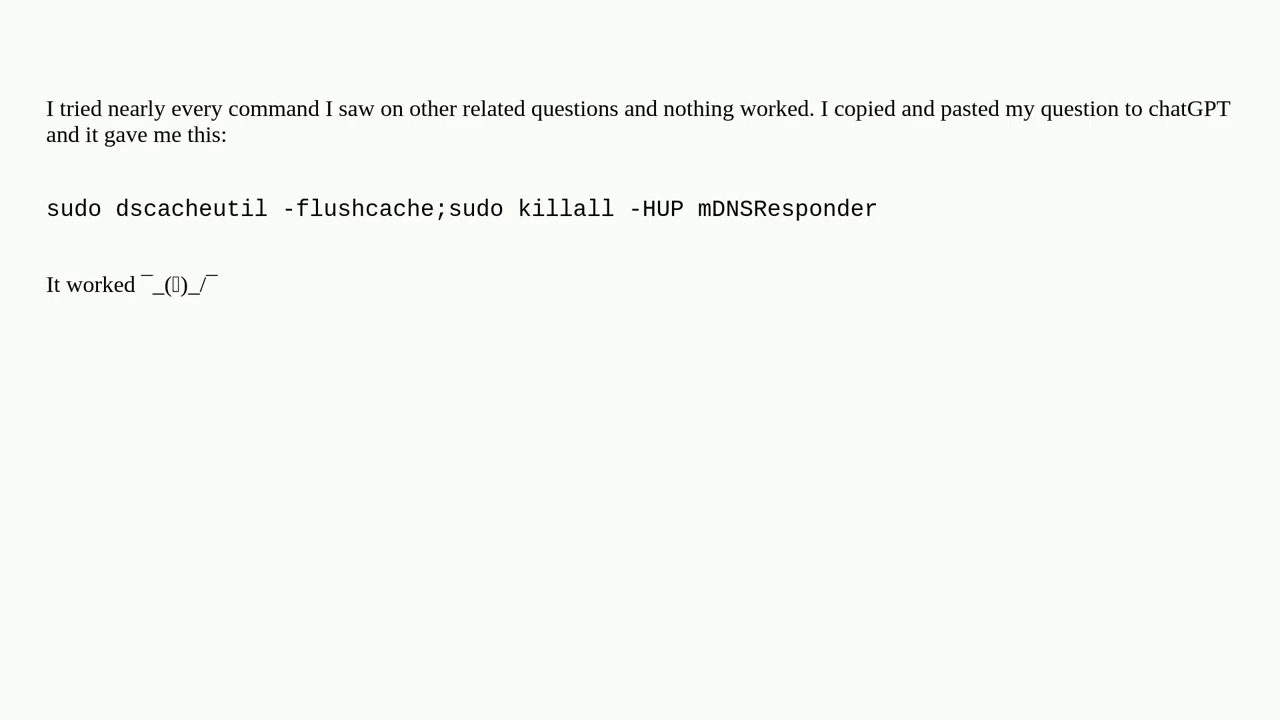 I tried nearly every command I saw on other related questions and nothing worked. I copied and pasted my question to chatGPT
and it gave me this:
sudo dscacheutil -flushcache;sudo killall -HUP mDNSResponder
It worked ¯_(▯)_/¯